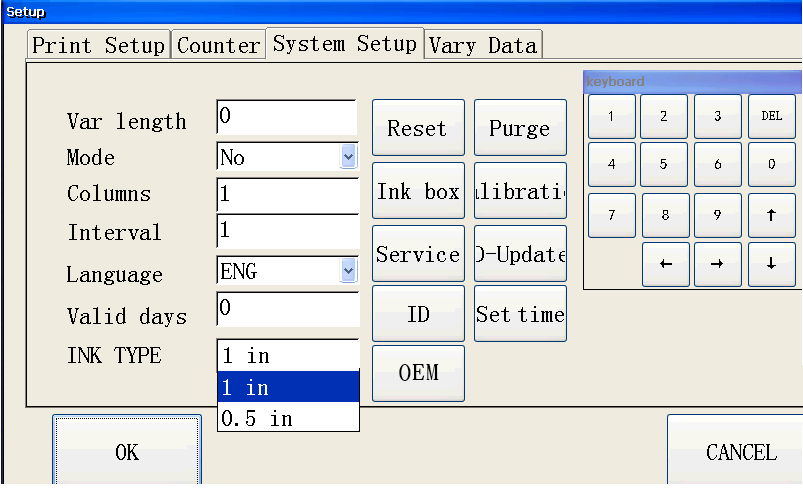 Setup
Print Setup Counter System Setup Vary Data
keyboard
Var length 0
Mode No
Columns 1
Interval 1
Language ENG
Valid days 0
INK TYPE 1 in
1 in
0.5 in
Reset Purge
Ink box librati
Service D-Update
ID Set time
OEM
1 2 3 DEL
4 5 6 0
7 8 9 ↑
← → ↓
OK CANCEL